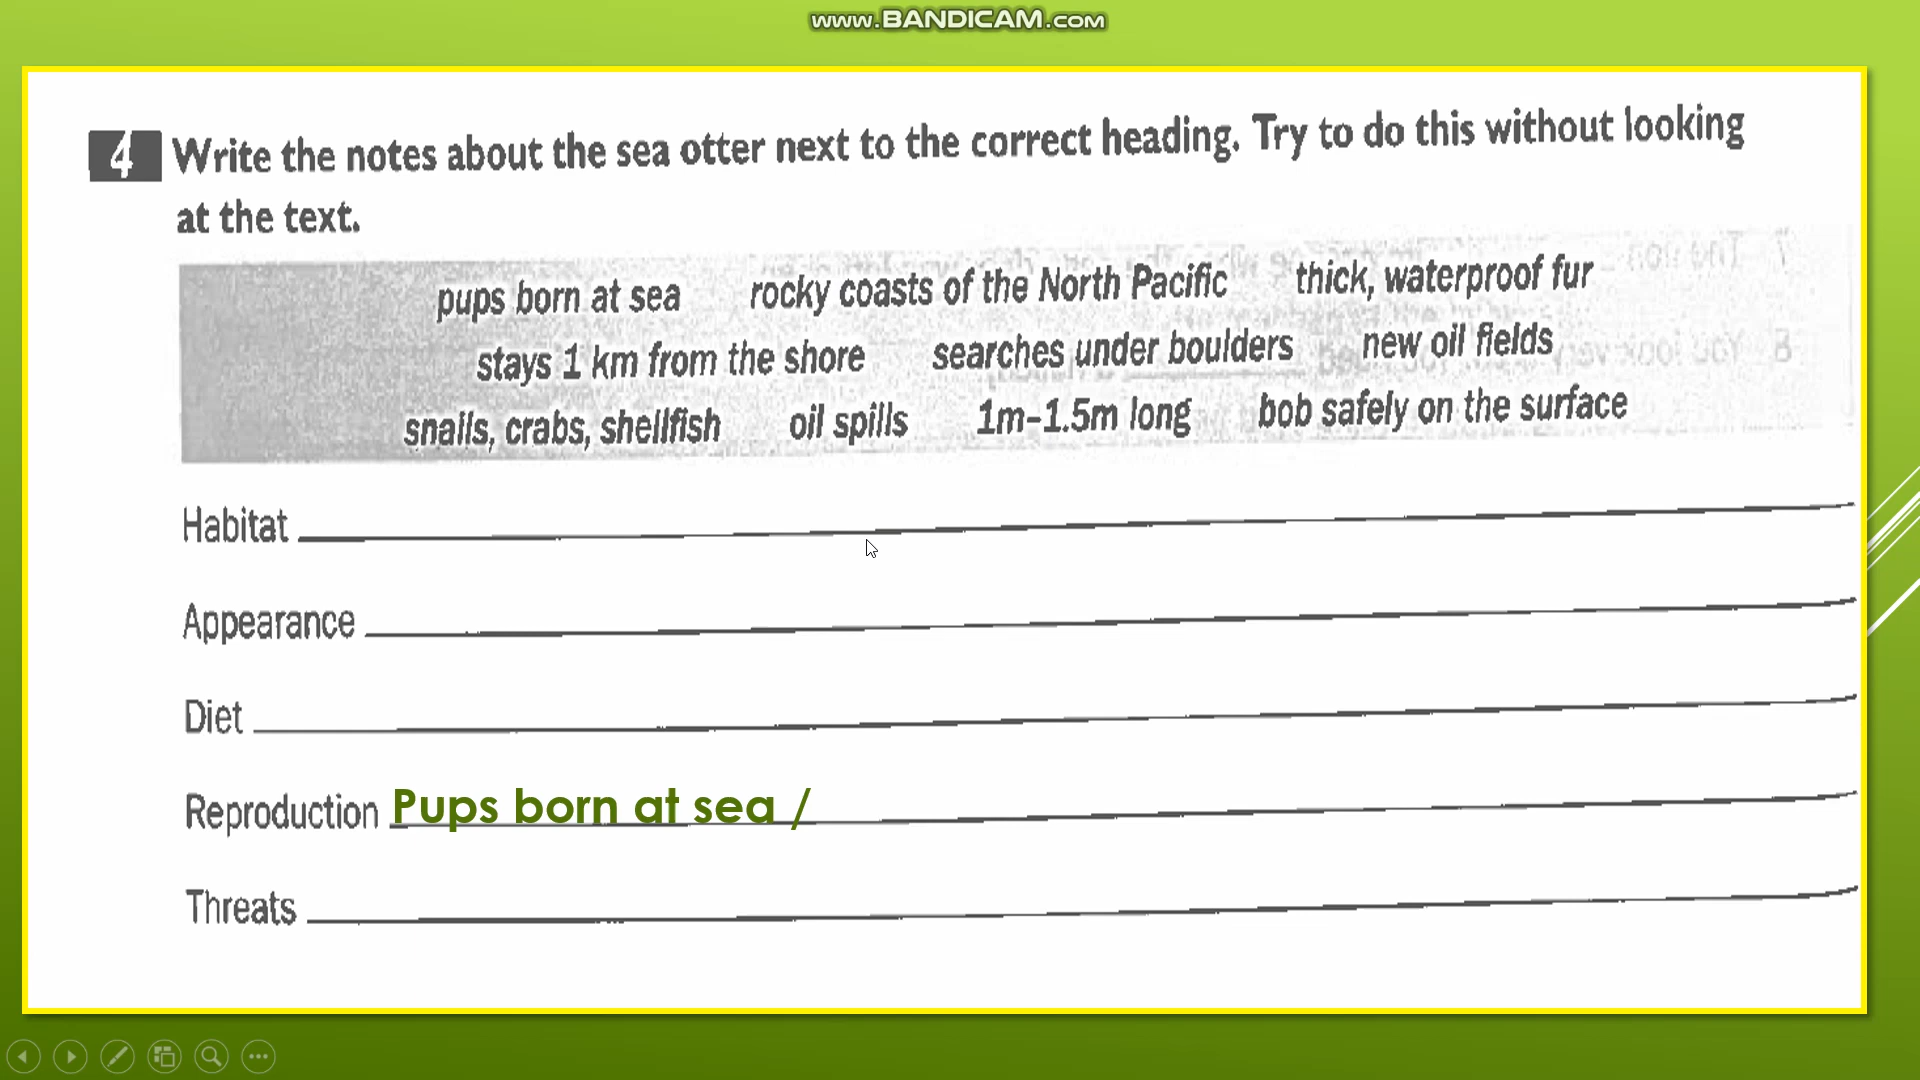 www.BANDICAM.com
4 Write the notes about the sea otter next to the correct heading. Try to do this without looking
at the text.
pups born at sea rocky coasts of the North Pacific thick, waterproof fur
stays 1 km from the shore searches under boulders new oil fields
snails, crabs, shellfish oil spills 1m–1.5m long bob safely on the surface
Habitat
Appearance
Diet
Reproduction Pups born at sea /
Threats